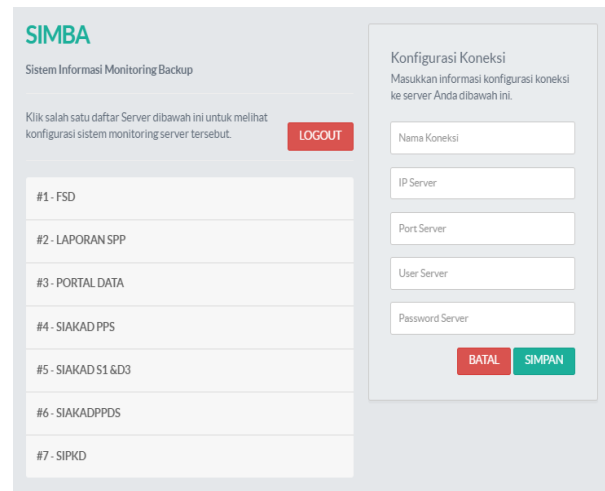 SIMBA
Sistem Informasi Monitoring Backup
Klik salah satu daftar Server dibawah ini untuk melihat
konfigurasi sistem monitoring server tersebut.
LOGOUT
#1 - FSD
#2 - LAPORAN SPP
#3 - PORTAL DATA
#4 - SIAKAD PPS
#5 - SIAKAD S1 &D3
#6 - SIAKADPPDS
#7 - SIPKD
Konfigurasi Koneksi
Masukkan informasi konfigurasi koneksi
ke server Anda dibawah ini.
Nama Koneksi
IP Server
Port Server
User Server
Password Server
BATAL
SIMPAN